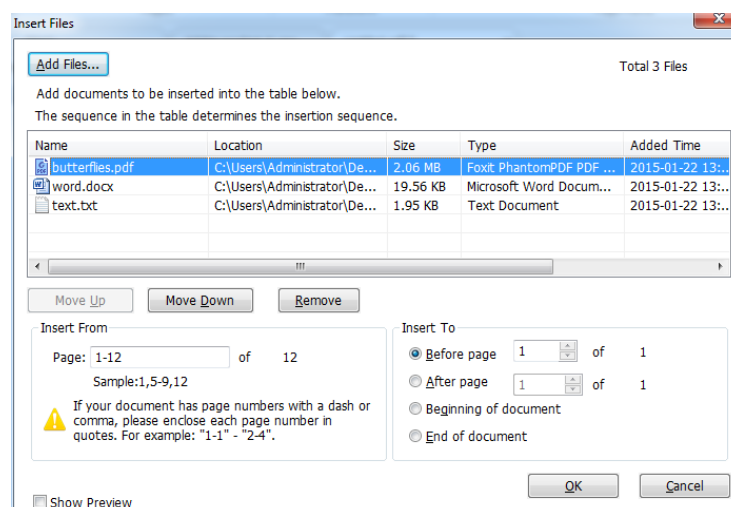 Insert Files
Add Files...
Total 3 Files
Add documents to be inserted into the table below.
The sequence in the table determines the insertion sequence.
Name Location Size Type Added Time
butterflies.pdf C:\Users\Administrator\De... 2.06 MB Foxit PhantomPDF PDF ... 2015-01-22 13:..
word.docx C:\Users\Administrator\De... 19.56 KB Microsoft Word Docum... 2015-01-22 13:..
text.txt C:\Users\Administrator\De... 1.95 KB Text Document 2015-01-22 13:..
Move Up Move Down Remove
Insert From
Page: 1-12 of 12
Sample:1,5-9,12
If your document has page numbers with a dash or
comma, please enclose each page number in
quotes. For example: "1-1" - "2-4".
Insert To
Before page 1 of 1
After page 1 of 1
Beginning of document
End of document
OK Cancel
Show Preview